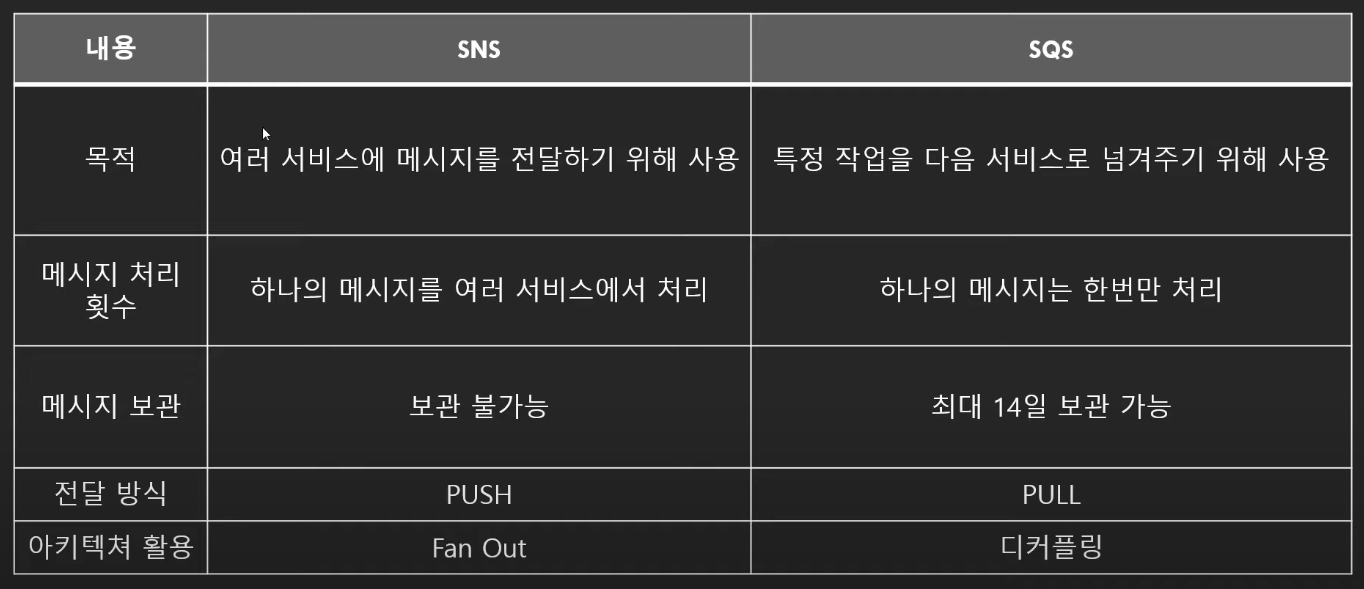 내용 SNS SQS
목적 여러 서비스에 메시지를 전달하기 위해 사용 특정 작업을 다음 서비스로 넘겨주기 위해 사용
메시지 처리
횟수 하나의 메시지를 여러 서비스에서 처리 하나의 메시지는 한번만 처리
메시지 보관 보관 불가능 최대 14일 보관 가능
전달 방식 PUSH PULL
아키텍쳐 활용 Fan Out 디커플링